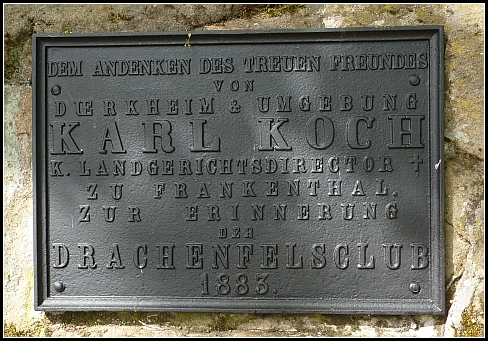 DEM ANDENKEN DES TREUEN FREUNDES
VON
DÜRKHEIM & UMGEBUNG
KARL KOCH
K. LANDGERICHTSDIRECTOR †
ZU FRANKENTHAL,
ZUR ERINNERUNG
DER
DRACHENFELSCLUB
1883.